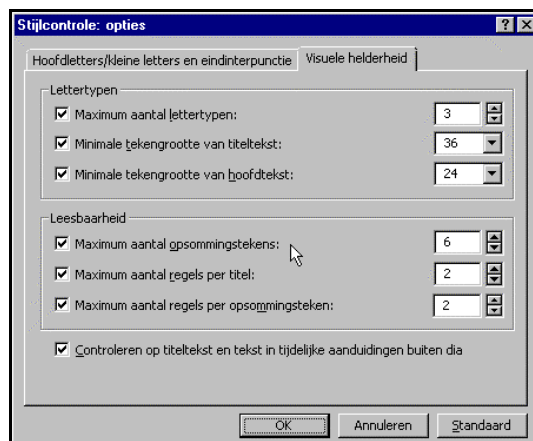 Stijlcontrole: opties
Hoofdletters/kleine letters en eindinterpunctie Visuele helderheid
Lettertypen
Maximum aantal lettertypen: 3
Minimale tekengrootte van titeltekst: 36
Minimale tekengrootte van hoofdtekst: 24
Leesbaarheid
Maximum aantal opsommingstekens: 6
Maximum aantal regels per titel: 2
Maximum aantal regels per opsommingsteken: 2
Controleren op titeltekst en tekst in tijdelijke aanduidingen buiten dia
OK Annuleren Standaard